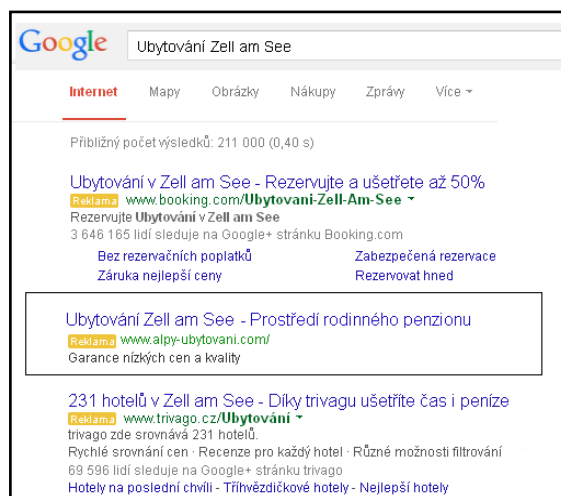 Google Ubytování Zell am See
Internet Mapy Obrázky Nákupy Zprávy Více
Přibližný počet výsledků: 211 000 (0,40 s)
Ubytování v Zell am See - Rezervujte a ušetřete až 50%
Reklama www.booking.com/Ubytovani-Zell-Am-See
Rezervujte Ubytování v Zell am See
3 646 165 lidí sleduje na Google+ stránku Booking.com
Bez rezervačních poplatků Zabezpečená rezervace
Záruka nejlepší ceny Rezervovat hned
Ubytování Zell am See - Prostředí rodinného penzionu
Reklama www.alpy-ubytovani.com/
Garance nízkých cen a kvality
231 hotelů v Zell am See - Díky trivagu ušetříte čas i peníze
Reklama www.trivago.cz/Ubytování
trivago zde srovnává 231 hotelů.
Rychlé srovnání cen · Recenze pro každý hotel · Různé možnosti filtrování
69 596 lidí sleduje na Google+ stránku trivago
Hotely na poslední chvíli - Tříhvězdičkové hotely - Nejlepší hotely